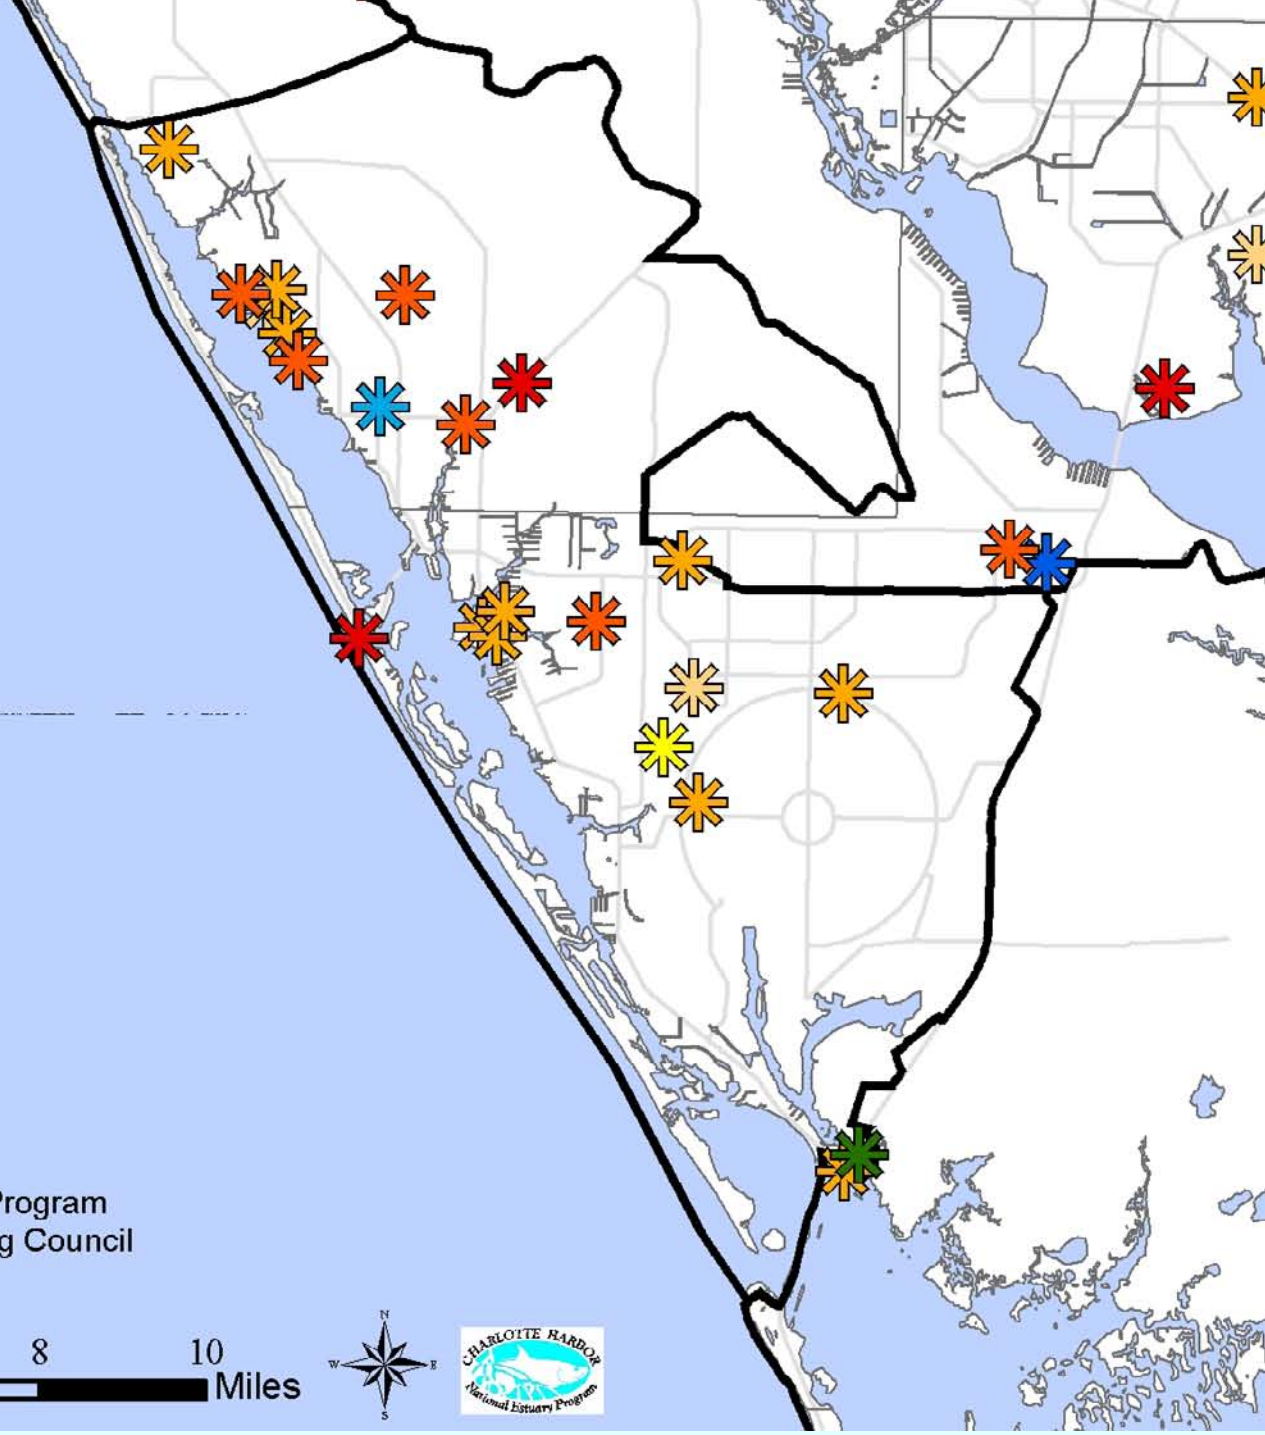 Program
g Council
8 10
Miles
N
W E
S
CHARLOTTE HARBOR
National Estuary Program